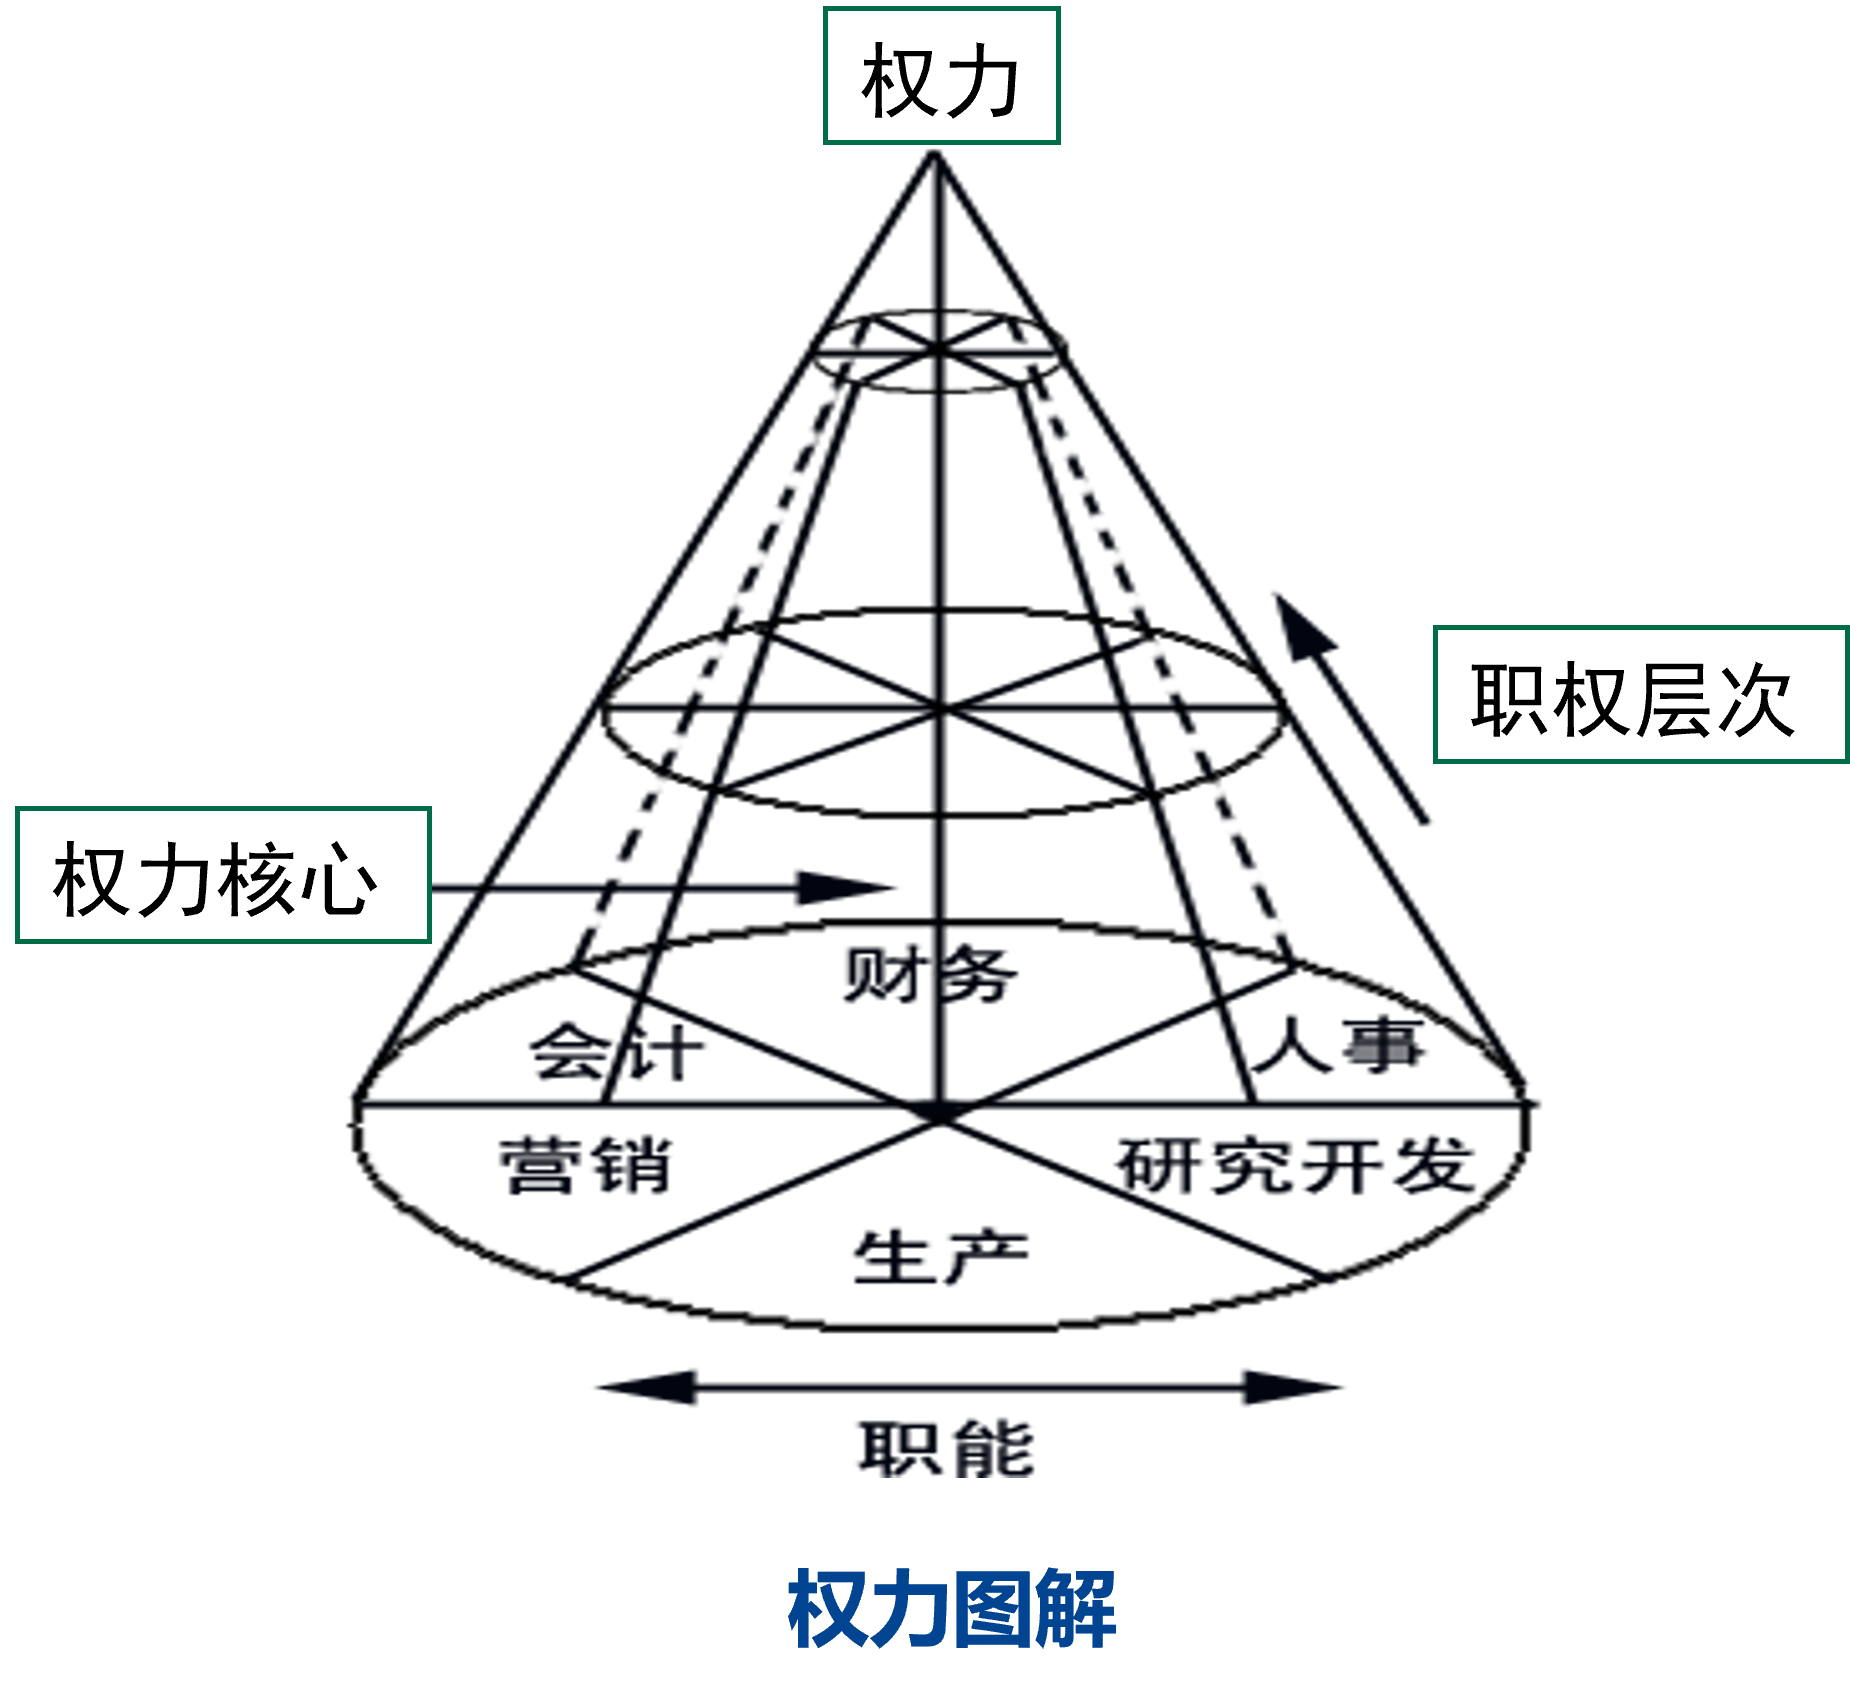 权力
职权层次
权力核心
财务
会计
人事
营销
研究开发
生产
职能
权力图解